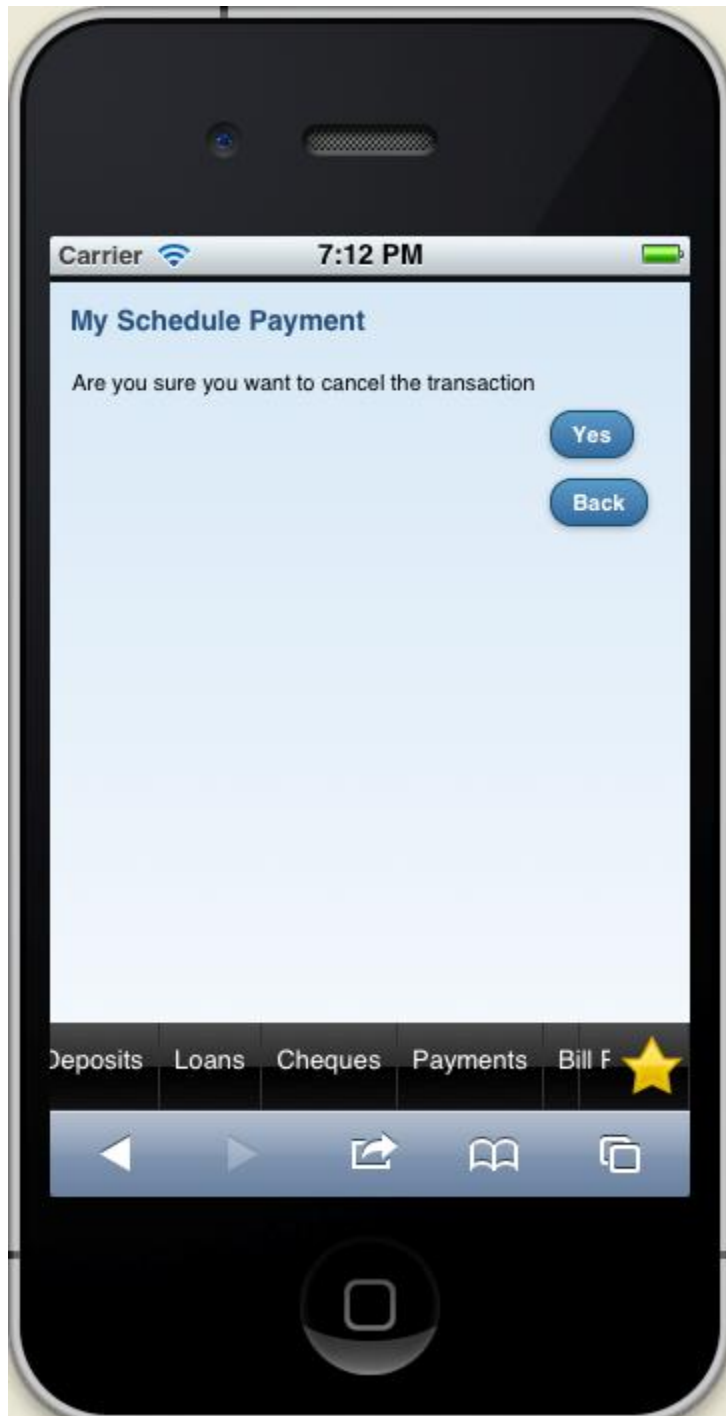 Carrier 7:12 PM
My Schedule Payment
Are you sure you want to cancel the transaction
Yes
Back
Deposits Loans Cheques Payments Bill